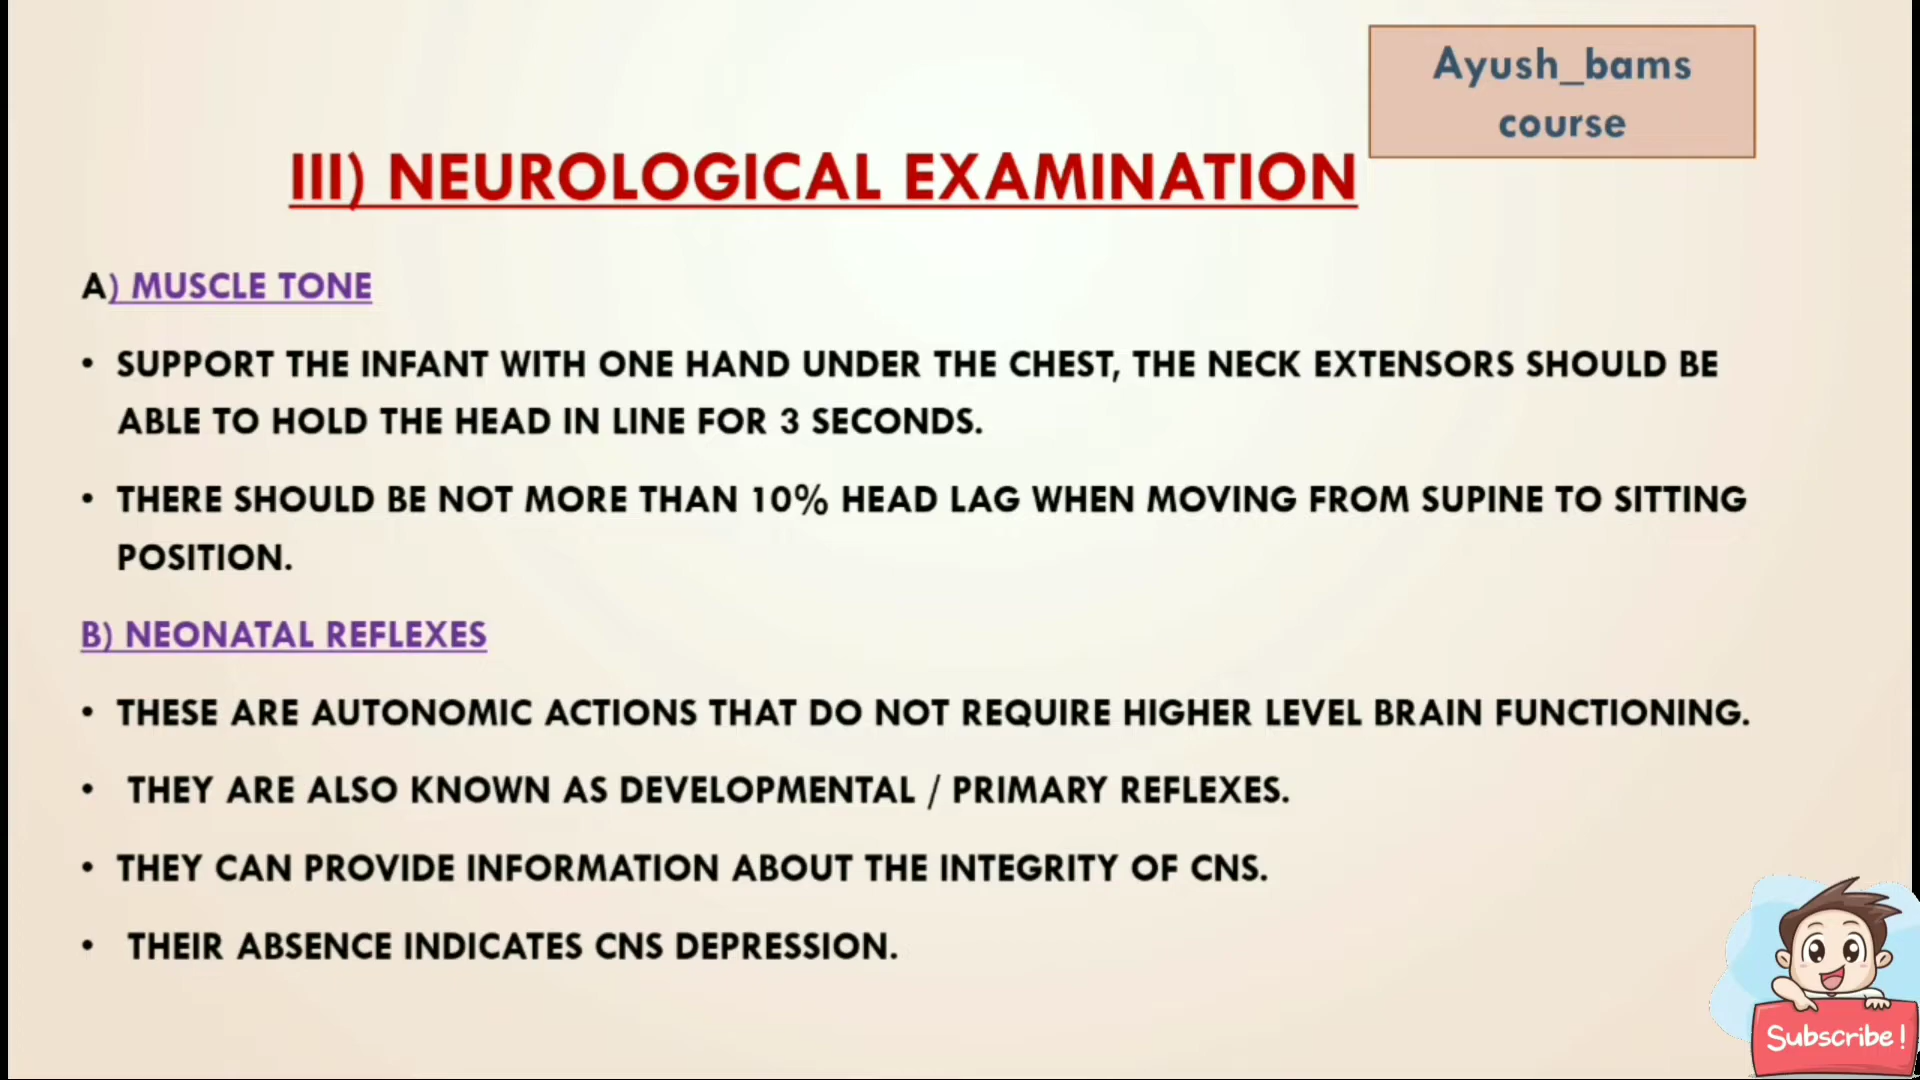 Ayush_bams
course
III) NEUROLOGICAL EXAMINATION
A) MUSCLE TONE
• SUPPORT THE INFANT WITH ONE HAND UNDER THE CHEST, THE NECK EXTENSORS SHOULD BE
ABLE TO HOLD THE HEAD IN LINE FOR 3 SECONDS.
• THERE SHOULD BE NOT MORE THAN 10% HEAD LAG WHEN MOVING FROM SUPINE TO SITTING
POSITION.
B) NEONATAL REFLEXES
• THESE ARE AUTONOMIC ACTIONS THAT DO NOT REQUIRE HIGHER LEVEL BRAIN FUNCTIONING.
• THEY ARE ALSO KNOWN AS DEVELOPMENTAL / PRIMARY REFLEXES.
• THEY CAN PROVIDE INFORMATION ABOUT THE INTEGRITY OF CNS.
• THEIR ABSENCE INDICATES CNS DEPRESSION.
Subscribe!